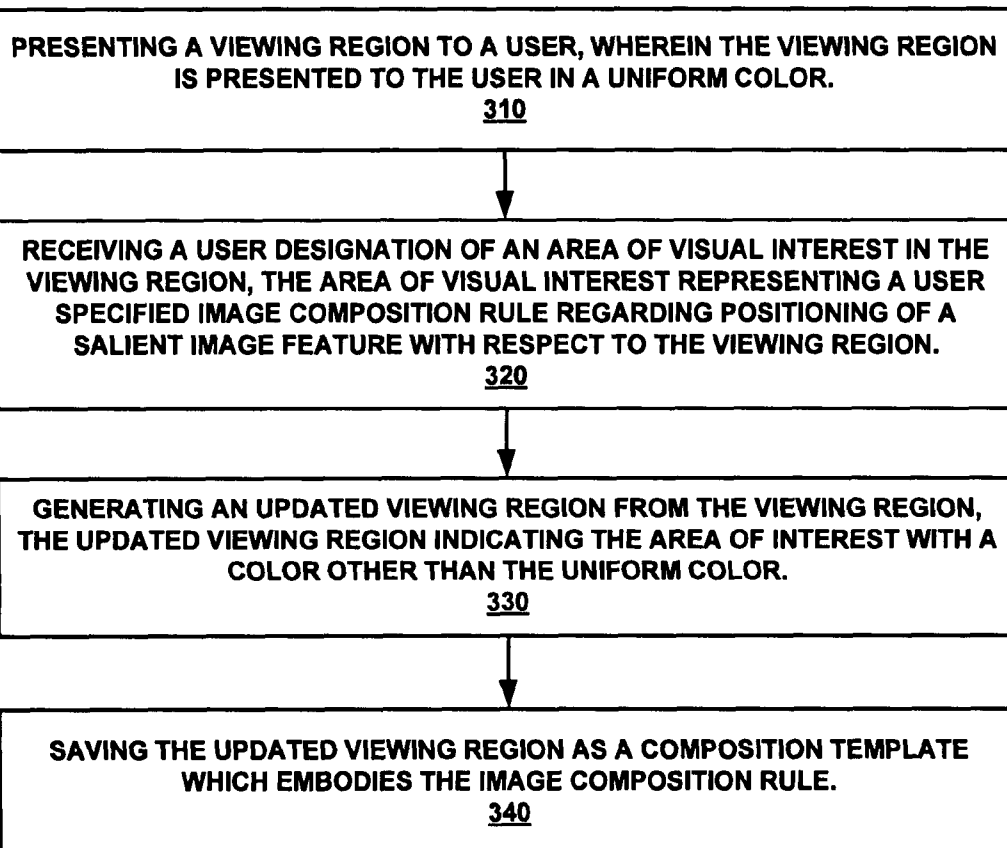 PRESENTING A VIEWING REGION TO A USER, WHEREIN THE VIEWING REGION
IS PRESENTED TO THE USER IN A UNIFORM COLOR.
310
RECEIVING A USER DESIGNATION OF AN AREA OF VISUAL INTEREST IN THE
VIEWING REGION, THE AREA OF VISUAL INTEREST REPRESENTING A USER
SPECIFIED IMAGE COMPOSITION RULE REGARDING POSITIONING OF A
SALIENT IMAGE FEATURE WITH RESPECT TO THE VIEWING REGION.
320
GENERATING AN UPDATED VIEWING REGION FROM THE VIEWING REGION,
THE UPDATED VIEWING REGION INDICATING THE AREA OF INTEREST WITH A
COLOR OTHER THAN THE UNIFORM COLOR.
330
SAVING THE UPDATED VIEWING REGION AS A COMPOSITION TEMPLATE
WHICH EMBODIES THE IMAGE COMPOSITION RULE.
340